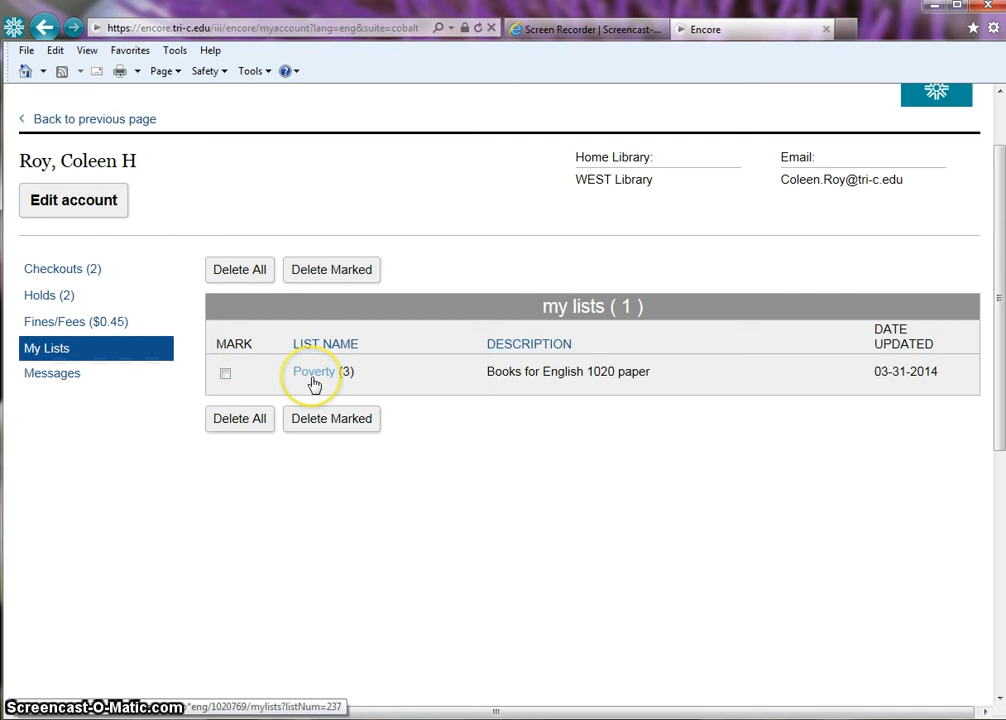 https://encore.tri-c.edu/iii/encore/myaccount?lang=eng&suite=cobalt
Screen Recorder | Screencast-...
Encore
File Edit View Favorites Tools Help
Page Safety Tools
Back to previous page
Roy, Coleen H
Home Library:
Email:
WEST Library
Coleen.Roy@tri-c.edu
Edit account
Checkouts (2)
Holds (2)
Fines/Fees ($0.45)
My Lists
Messages
Delete All Delete Marked
my lists ( 1 )
MARK LIST NAME DESCRIPTION DATE UPDATED
Poverty (3) Books for English 1020 paper 03-31-2014
Delete All Delete Marked
Screencast-O-Matic.com
*eng/1020769/mylists?listNum=237